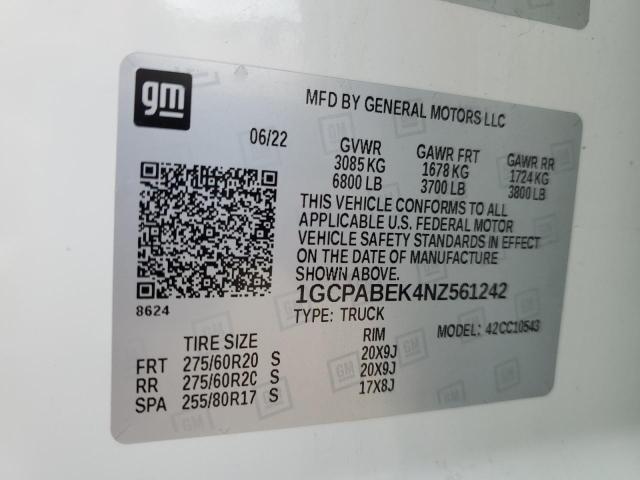 gm
MFD BY GENERAL MOTORS LLC
06/22
GVWR GAWR FRT GAWR RR
3085 KG 1678 KG 1724 KG
6800 LB 3700 LB 3800 LB
THIS VEHICLE CONFORMS TO ALL
APPLICABLE U.S. FEDERAL MOTOR
VEHICLE SAFETY STANDARDS IN EFFECT
ON THE DATE OF MANUFACTURE
SHOWN ABOVE.
1GCPABEK4NZ561242
8624
TYPE: TRUCK
MODEL: 42CC10543
TIRE SIZE RIM
FRT 275/60R20 S 20X9J
RR 275/60R20 S 20X9J
SPA 255/80R17 S 17X8J